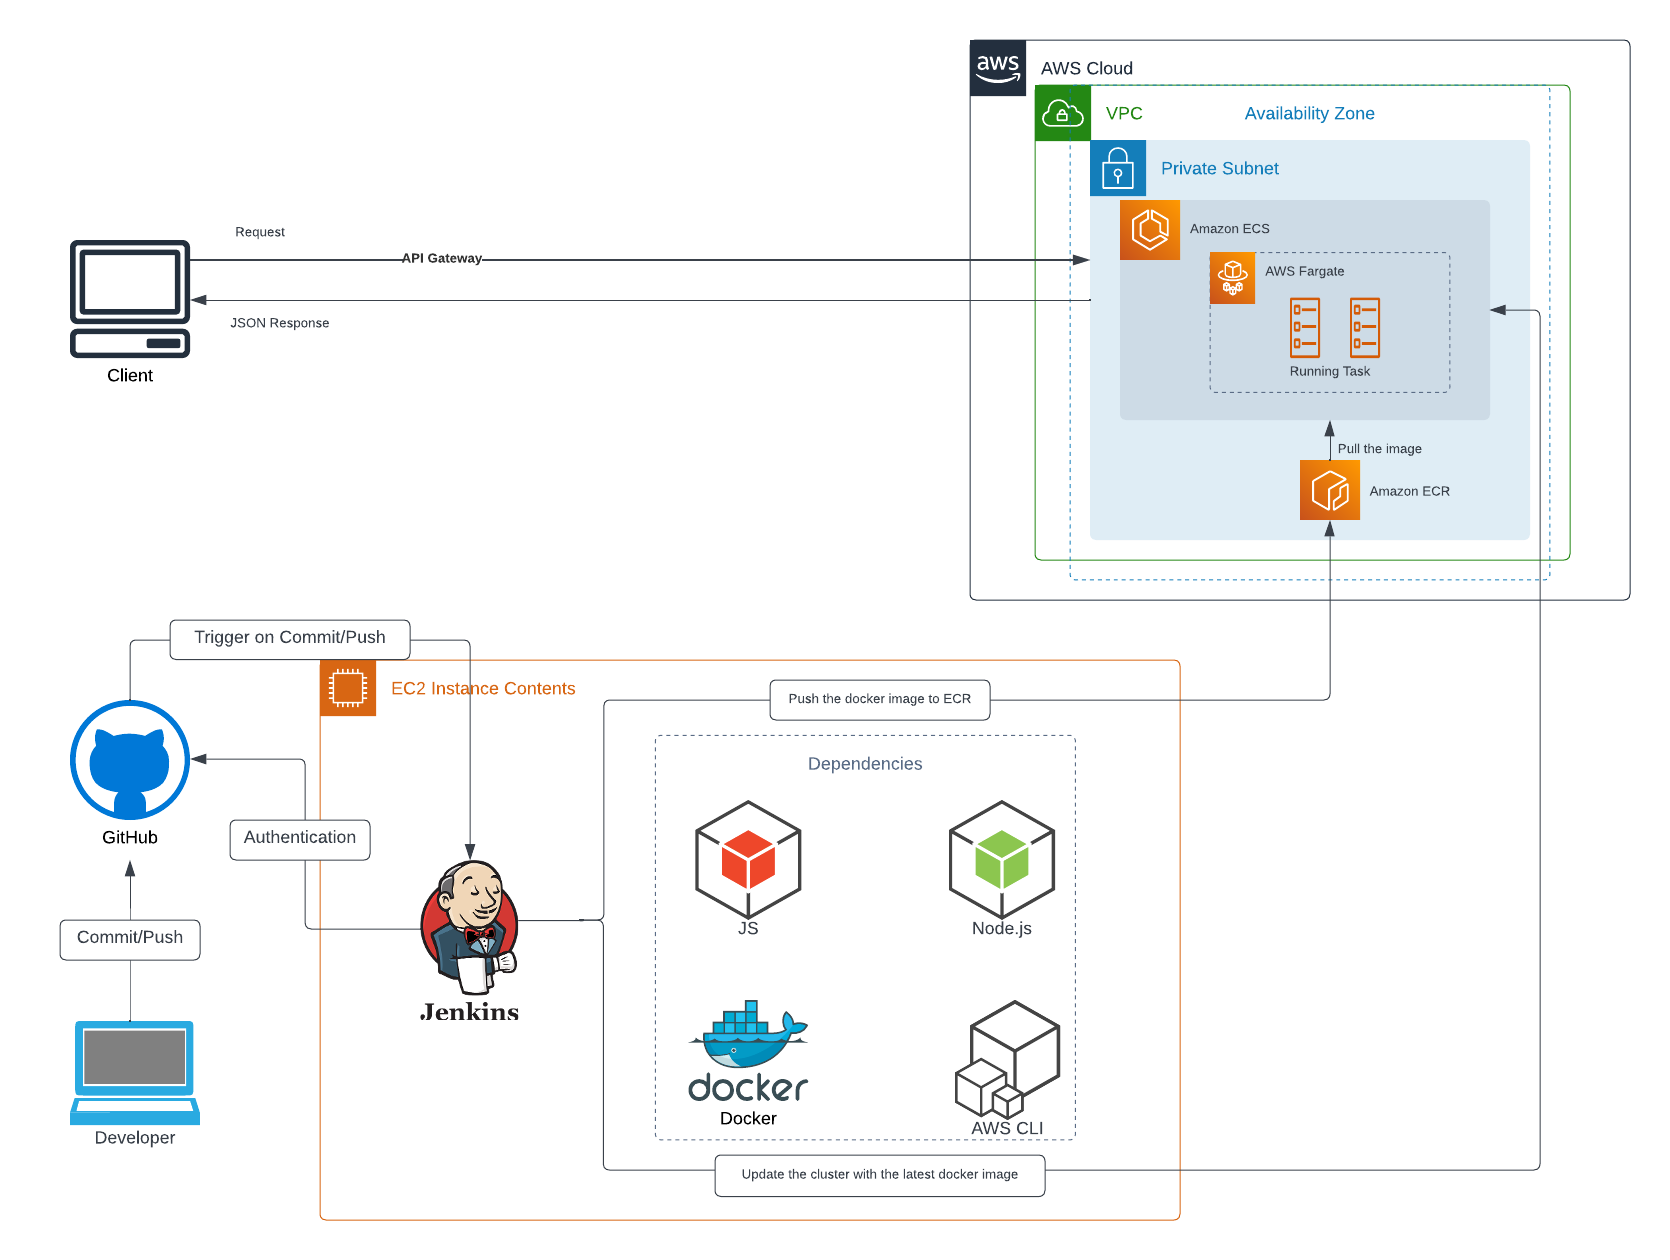 aws
AWS Cloud
VPC
Availability Zone
Private Subnet
Amazon ECS
AWS Fargate
Running Task
Pull the image
Amazon ECR
Request
API Gateway
JSON Response
Client
Trigger on Commit/Push
EC2 Instance Contents
Push the docker image to ECR
Dependencies
GitHub
Authentication
JS
Node.js
Commit/Push
Jenkins
docker
Docker
AWS CLI
Developer
Update the cluster with the latest docker image